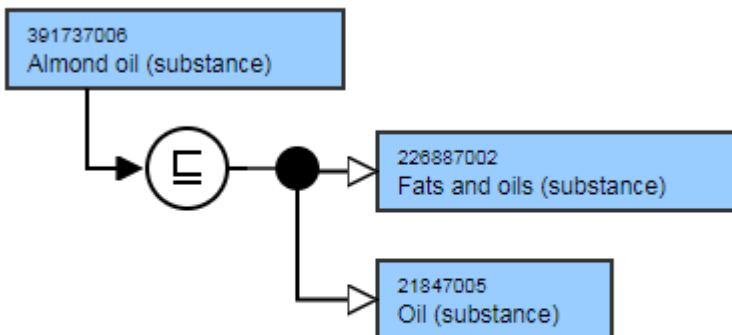 391737006
Almond oil (substance)
⊑
226887002
Fats and oils (substance)
21847005
Oil (substance)